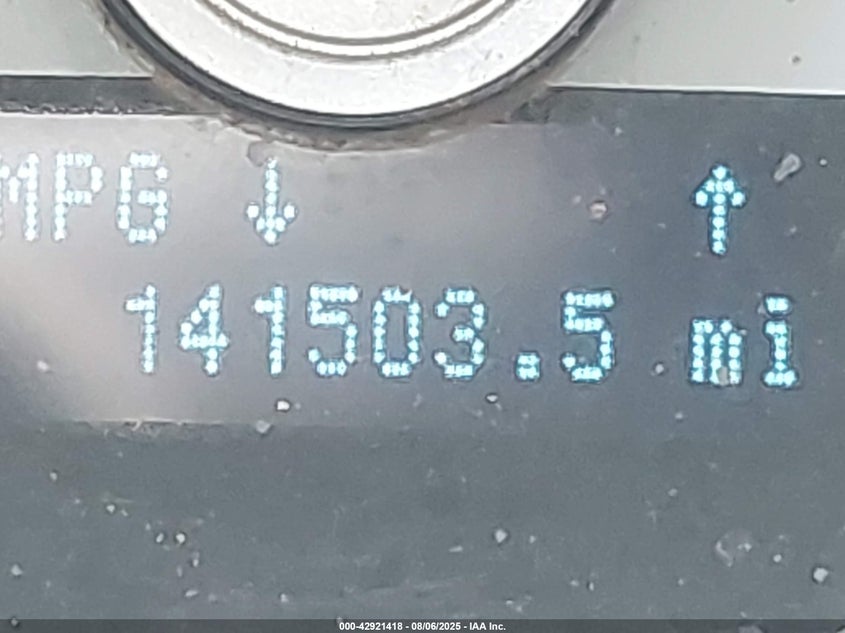 MPG ↓ ↑
141503.5 mi
000-42921418 - 08/06/2025 - IAA Inc.